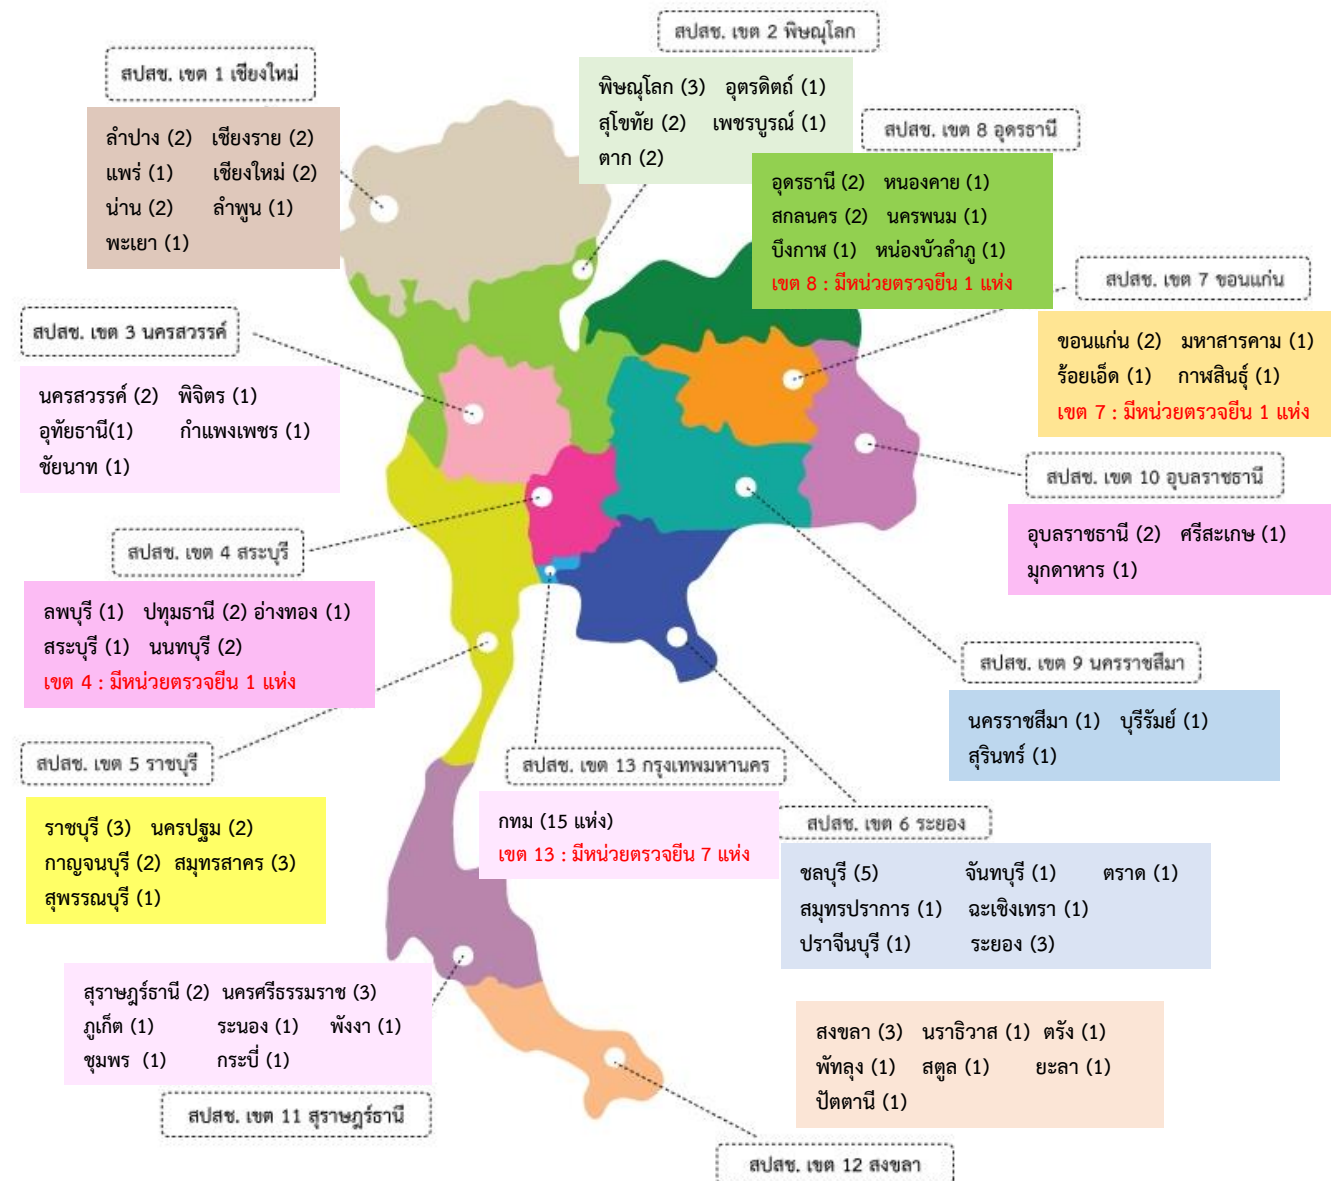 สปสช. เขต 2 พิษณุโลก
พิษณุโลก (3) อุตรดิตถ์ (1)
สุโขทัย (2) เพชรบูรณ์ (1)
ตาก (2)
สปสช. เขต 1 เชียงใหม่
ลำปาง (2) เชียงราย (2)
แพร่ (1) เชียงใหม่ (2)
น่าน (2) ลำพูน (1)
พะเยา (1)
สปสช. เขต 8 อุดรธานี
อุดรธานี (2) หนองคาย (1)
สกลนคร (2) นครพนม (1)
บึงกาฬ (1) หน่องบัวลำภู (1)
เขต 8 : มีหน่วยตรวจยีน 1 แห่ง
สปสช. เขต 7 ขอนแก่น
ขอนแก่น (2) มหาสารคาม (1)
ร้อยเอ็ด (1) กาฬสินธุ์ (1)
เขต 7 : มีหน่วยตรวจยีน 1 แห่ง
สปสช. เขต 3 นครสวรรค์
นครสวรรค์ (2) พิจิตร (1)
อุทัยธานี(1) กำแพงเพชร (1)
ชัยนาท (1)
สปสช. เขต 10 อุบลราชธานี
อุบลราชธานี (2) ศรีสะเกษ (1)
มุกดาหาร (1)
สปสช. เขต 4 สระบุรี
ลพบุรี (1) ปทุมธานี (2) อ่างทอง (1)
สระบุรี (1) นนทบุรี (2)
เขต 4 : มีหน่วยตรวจยีน 1 แห่ง
สปสช. เขต 9 นครราชสีมา
นครราชสีมา (1) บุรีรัมย์ (1)
สุรินทร์ (1)
สปสช. เขต 5 ราชบุรี
ราชบุรี (3) นครปฐม (2)
กาญจนบุรี (2) สมุทรสาคร (3)
สุพรรณบุรี (1)
สปสช. เขต 13 กรุงเทพมหานคร
กทม (15 แห่ง)
เขต 13 : มีหน่วยตรวจยีน 7 แห่ง
สปสช. เขต 6 ระยอง
ชลบุรี (5) จันทบุรี (1) ตราด (1)
สมุทรปราการ (1) ฉะเชิงเทรา (1)
ปราจีนบุรี (1) ระยอง (3)
สุราษฎร์ธานี (2) นครศรีธรรมราช (3)
ภูเก็ต (1) ระนอง (1) พังงา (1)
ชุมพร (1) กระบี่ (1)
สปสช. เขต 11 สุราษฎร์ธานี
สงขลา (3) นราธิวาส (1) ตรัง (1)
พัทลุง (1) สตูล (1) ยะลา (1)
ปัตตานี (1)
สปสช. เขต 12 สงขลา